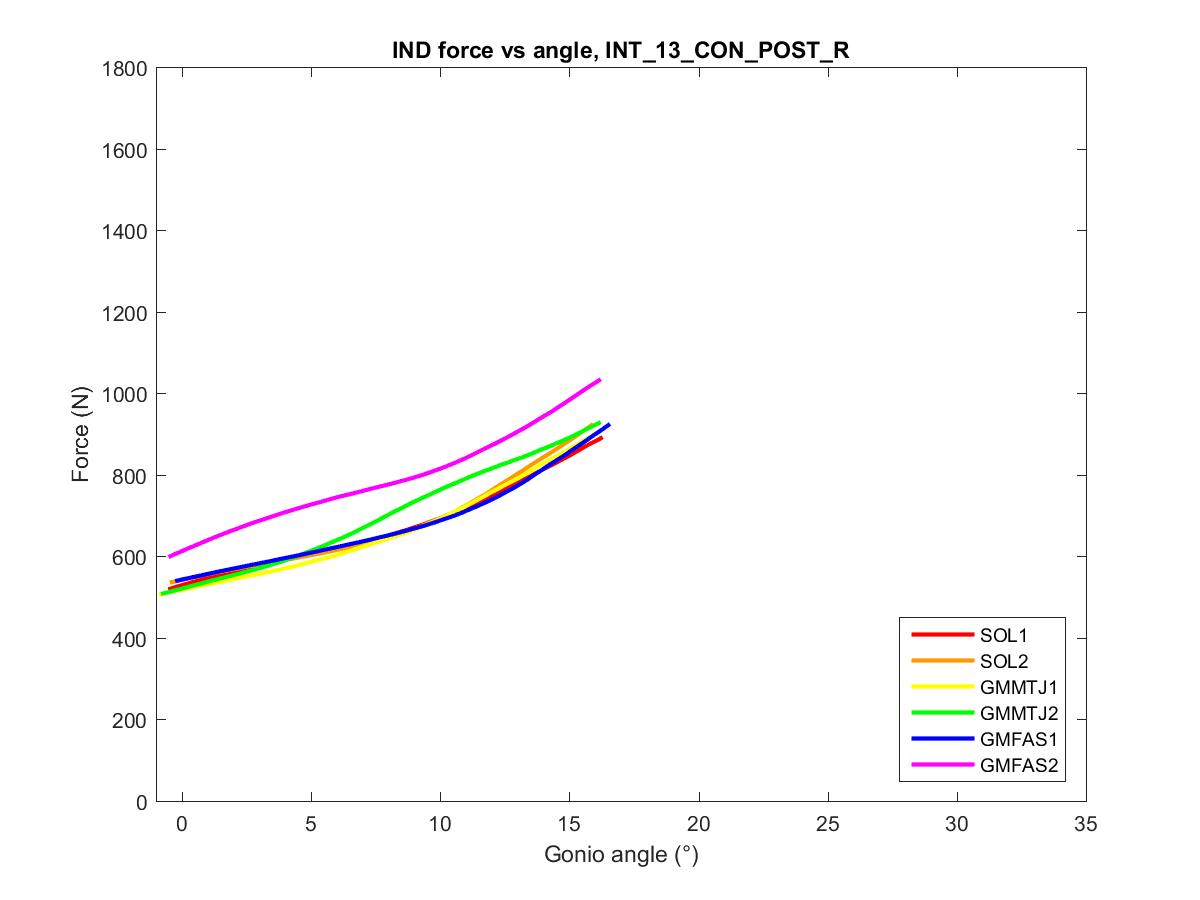 IND force vs angle, INT_13_CON_POST_R
1800
1600
1400
1200
1000
800
600
400
200
0
Force (N)
0 5 10 15 20 25 30 35
Gonio angle (°)
SOL1
SOL2
GMMTJ1
GMMTJ2
GMFAS1
GMFAS2